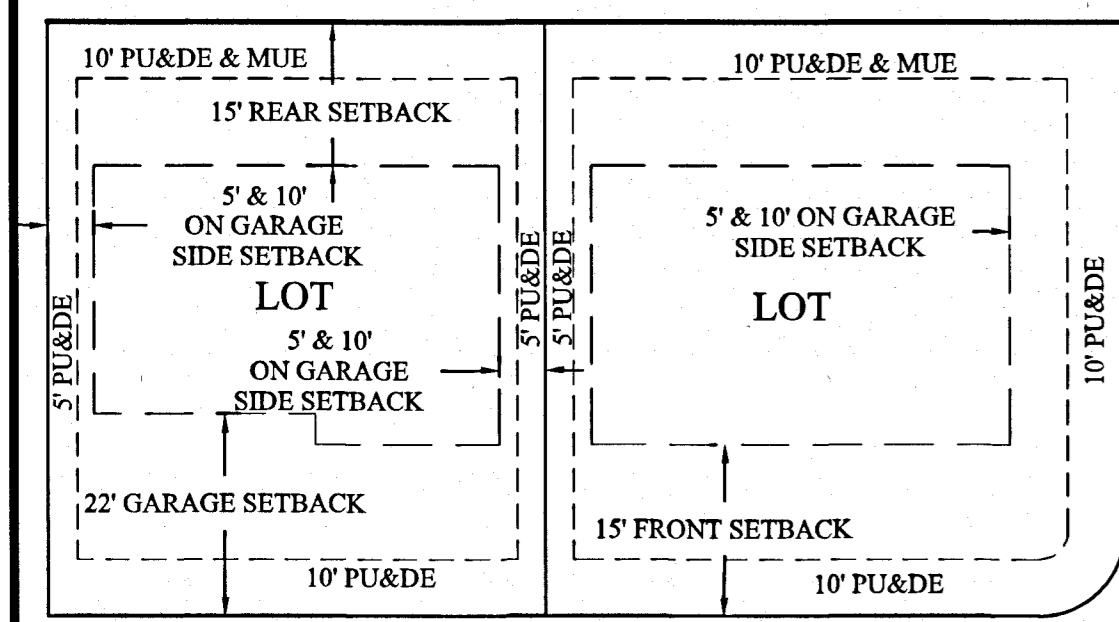 10' PU&DE & MUE
15' REAR SETBACK
5' & 10'
ON GARAGE
SIDE SETBACK
LOT
5' & 10'
ON GARAGE
SIDE SETBACK
5' PU&DE
5' PU&DE
22' GARAGE SETBACK
10' PU&DE
10' PU&DE & MUE
5' & 10' ON GARAGE
SIDE SETBACK
LOT
5' PU&DE
10' PU&DE
15' FRONT SETBACK
10' PU&DE